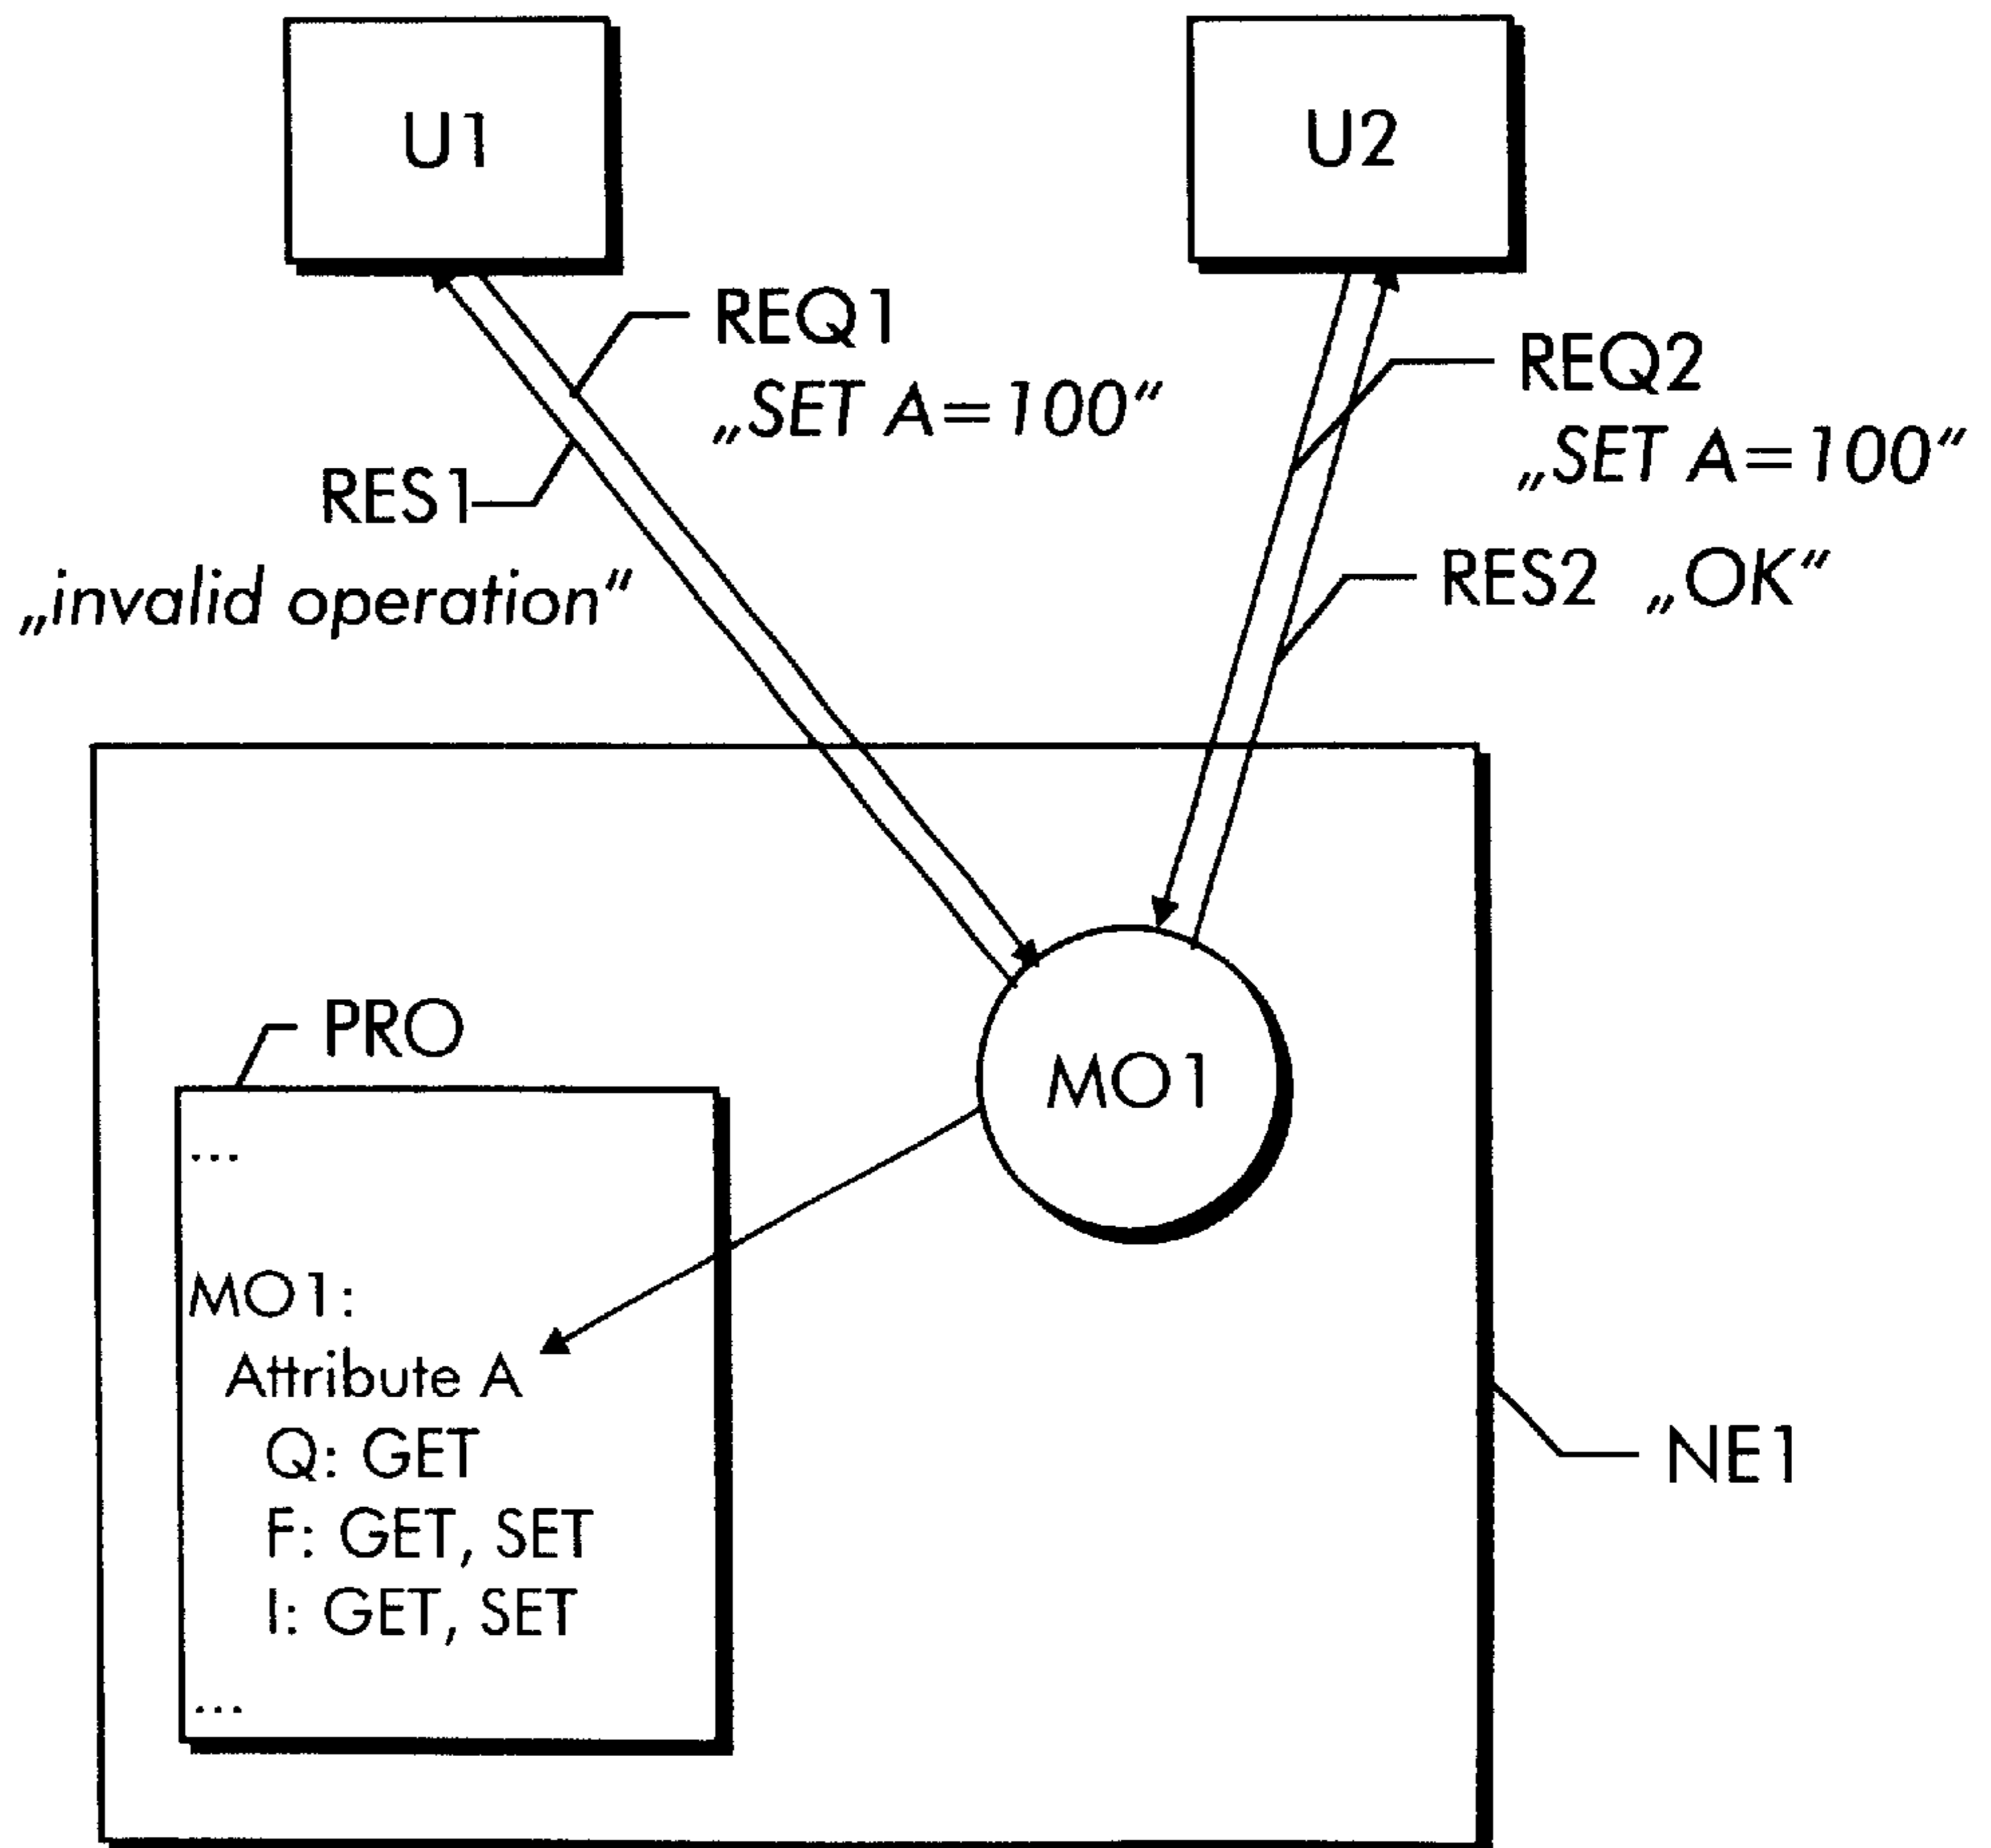 U1
U2
REQ1
„SET A=100“
REQ2
„SET A=100“
RES1
„invalid operation“
RES2 „OK“
PRO
MO1
...
MO1:
Attribute A
Q: GET
F: GET, SET
I: GET, SET
...
NE1